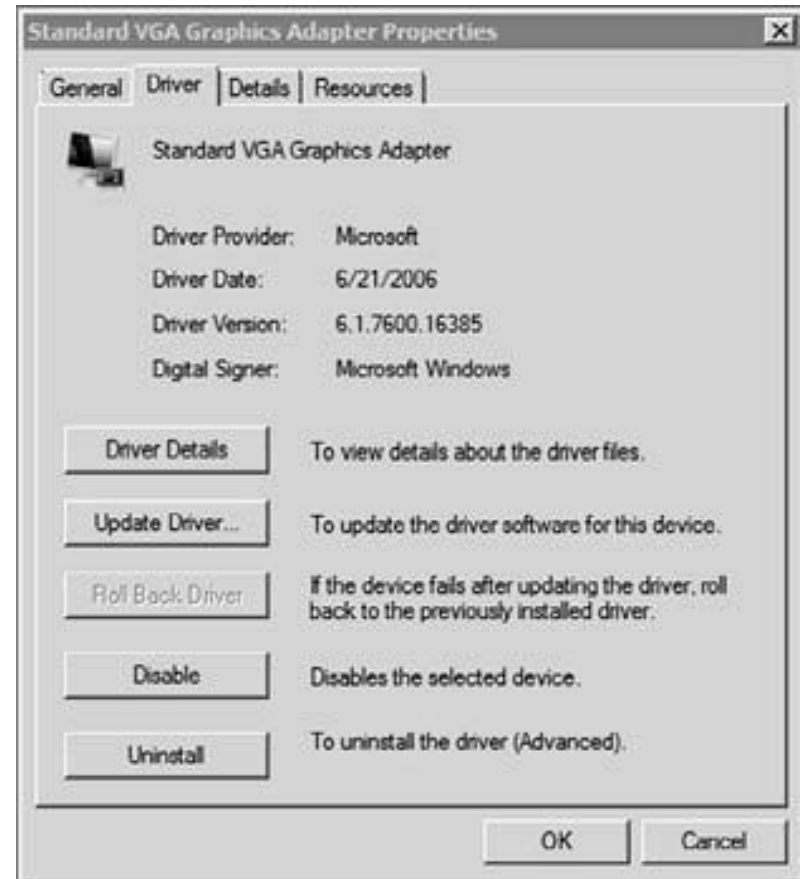 Standard VGA Graphics Adapter Properties
General Driver Details Resources
Standard VGA Graphics Adapter
Driver Provider: Microsoft
Driver Date: 6/21/2006
Driver Version: 6.1.7600.16385
Digital Signer: Microsoft Windows
Driver Details To view details about the driver files.
Update Driver... To update the driver software for this device.
Roll Back Driver If the device fails after updating the driver, roll
back to the previously installed driver.
Disable Disables the selected device.
Uninstall To uninstall the driver (Advanced).
OK Cancel